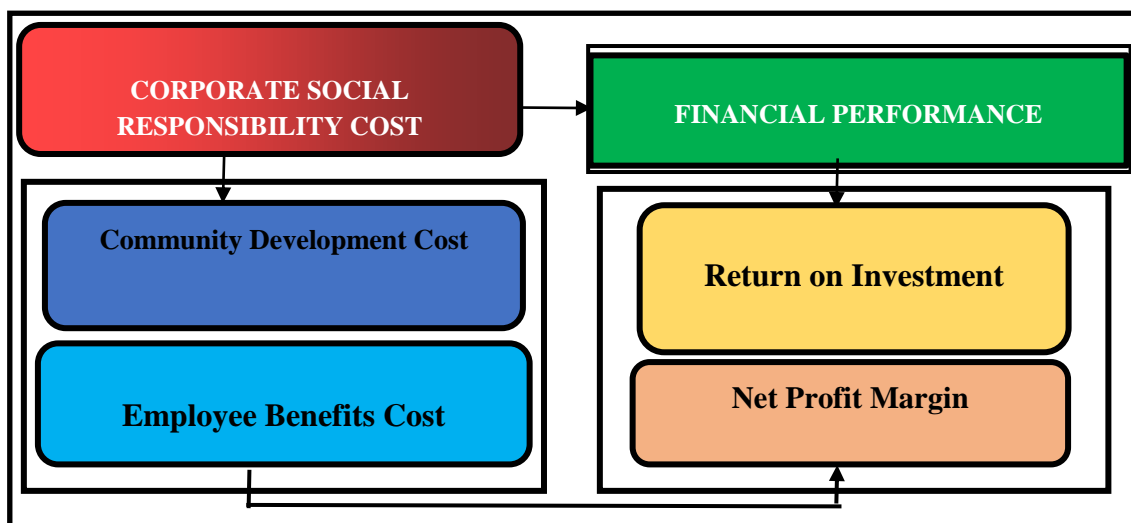 CORPORATE SOCIAL
RESPONSIBILITY COST
FINANCIAL PERFORMANCE
Community Development Cost
Employee Benefits Cost
Return on Investment
Net Profit Margin